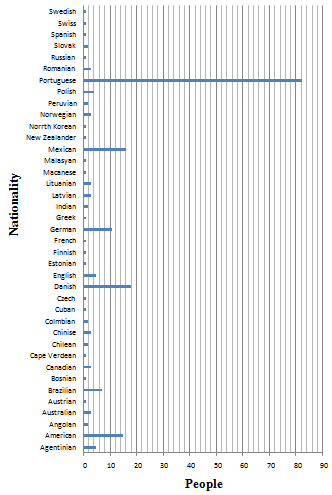 Swedish
Swiss
Spanish
Slovak
Russian
Romanian
Portuguese
Polish
Peruvian
Norwegian
Norrth Korean
New Zealander
Mexican
Malasyan
Macanese
Lituanian
Latvian
Indian
Greek
German
French
Finnish
Estonian
English
Danish
Czech
Cuban
Colmbian
Chinise
Chilean
Cape Verdean
Canadian
Bosnian
Brazilian
Austrian
Australian
Angolan
American
Agentinian
Nationality
0 10 20 30 40 50 60 70 80 90
People